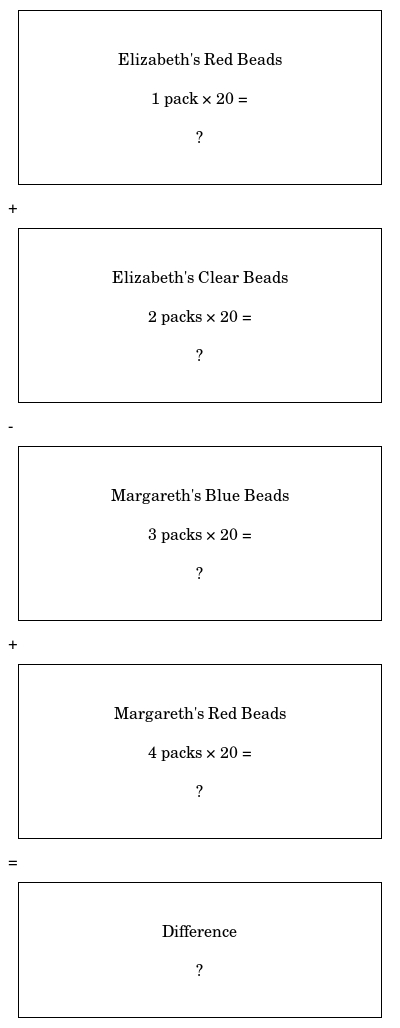 Elizabeth's Red Beads
1 pack × 20 =
?
+
Elizabeth's Clear Beads
2 packs × 20 =
?
-
Margareth's Blue Beads
3 packs × 20 =
?
+
Margareth's Red Beads
4 packs × 20 =
?
=
Difference
?